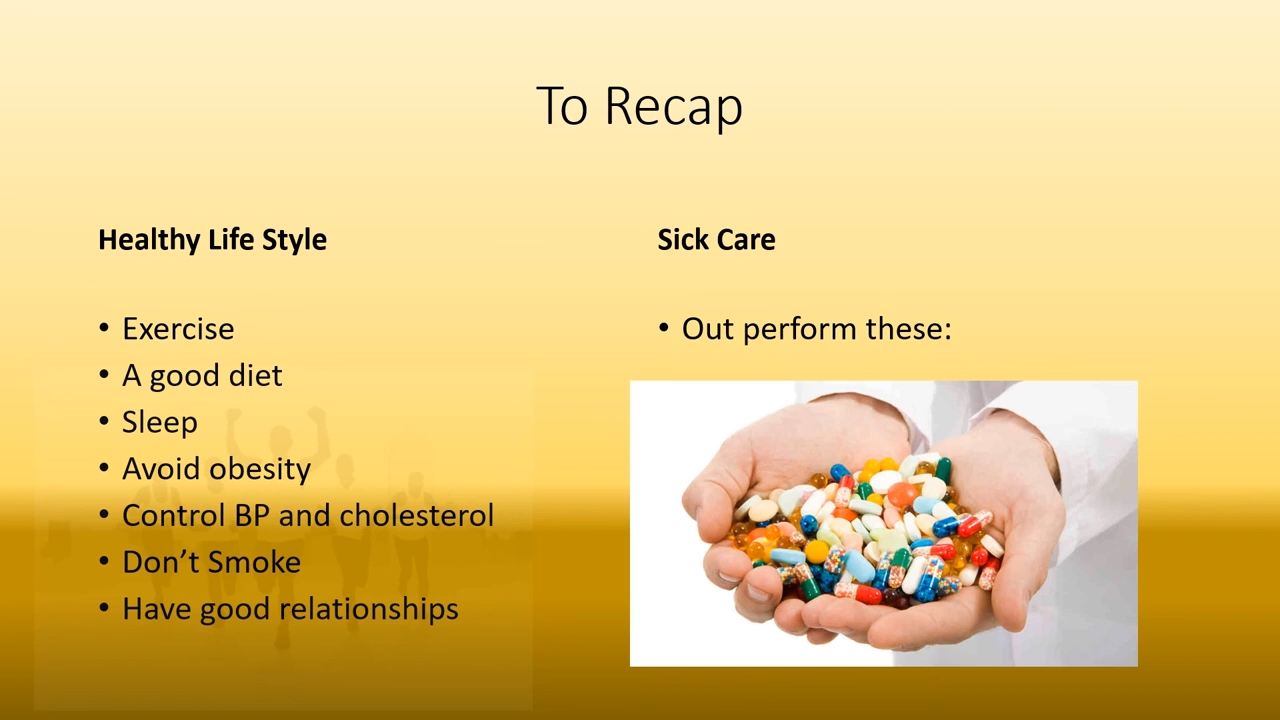 To Recap
Healthy Life Style
• Exercise
• A good diet
• Sleep
• Avoid obesity
• Control BP and cholesterol
• Don’t Smoke
• Have good relationships
Sick Care
• Out perform these: